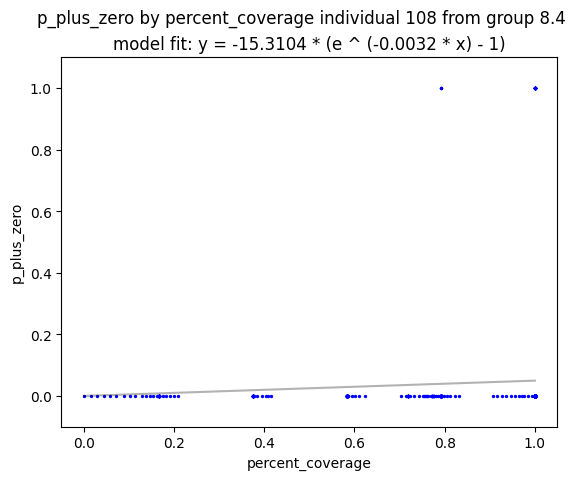 p_plus_zero by percent_coverage individual 108 from group 8.4
model fit: y = -15.3104 * (e ^ (-0.0032 * x) - 1)
1.0
0.8
0.6
0.4
0.2
0.0
p_plus_zero
0.0 0.2 0.4 0.6 0.8 1.0
percent_coverage